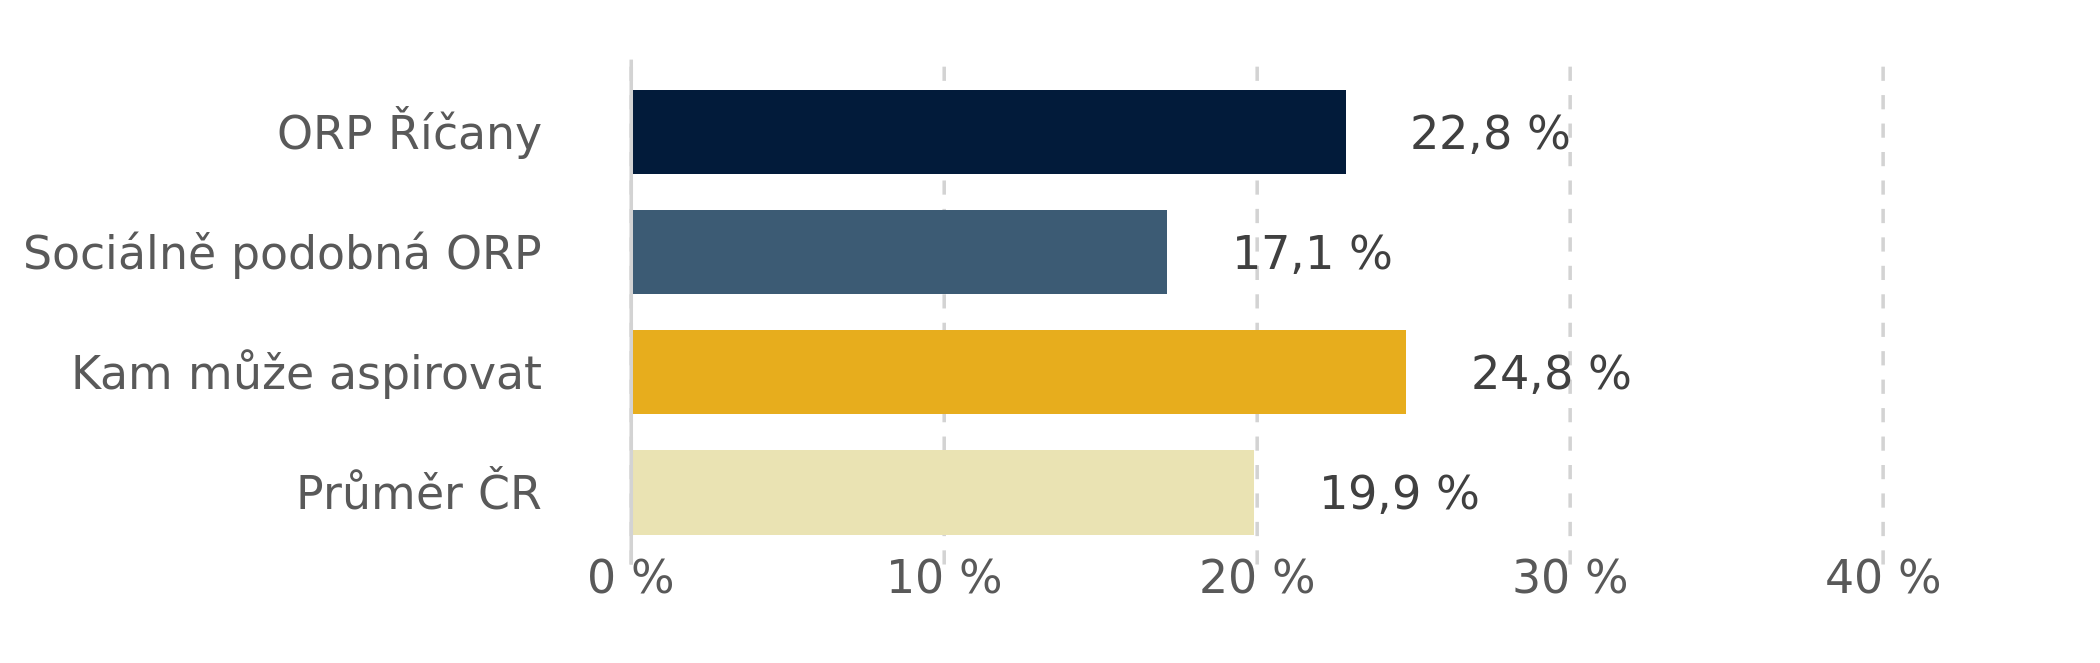 ORP Říčany
22,8 %
Sociálně podobná ORP
17,1 %
Kam může aspirovat
24,8 %
Průměr ČR
19,9 %
0 %
10 %
20 %
30 %
40 %